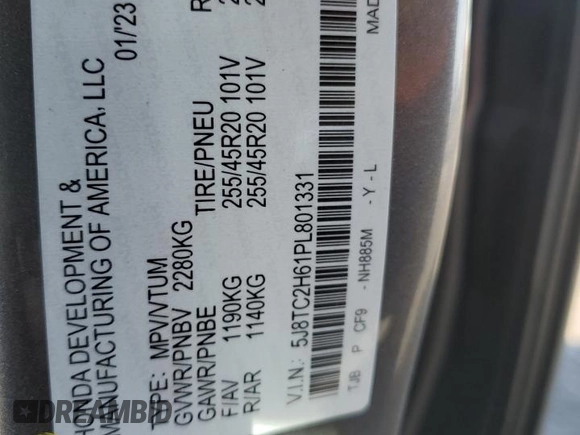 HONDA DEVELOPMENT &
MANUFACTURING OF AMERICA, LLC
01/'23
TYPE: MPV/VTUM
GVWR/PNBV 2280KG
GAWR/PNBE TIRE/PNEU
F/AV 1190KG 255/45R20 101V
R/AR 1140KG 255/45R20 101V
V.I.N.: 5J8TC2H61PL801331
TJB P CF9 - NH885M - Y - L
MAD
DREAMBID